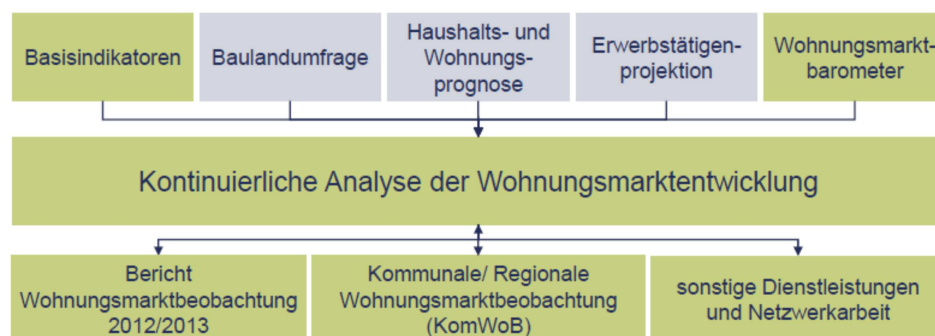 Basisindikatoren
Baulandumfrage
Haushalts- und
Wohnungs-
prognose
Erwerbstätigen-
projektion
Wohnungsmarkt-
barometer
Kontinuierliche Analyse der Wohnungsmarktentwicklung
Bericht
Wohnungsmarktbeobachtung
2012/2013
Kommunale/ Regionale
Wohnungsmarktbeobachtung
(KomWoB)
sonstige Dienstleistungen
und Netzwerkarbeit